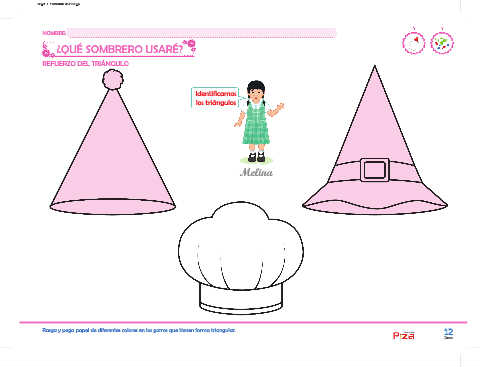 NOMBRE:
¿QUÉ SOMBRERO USARÉ?
REFUERZO DEL TRIÁNGULO
Identificamos
los triángulos
Melina
Rasga y pega papel de diferentes colores en los gorros que tienen forma triangular.
12